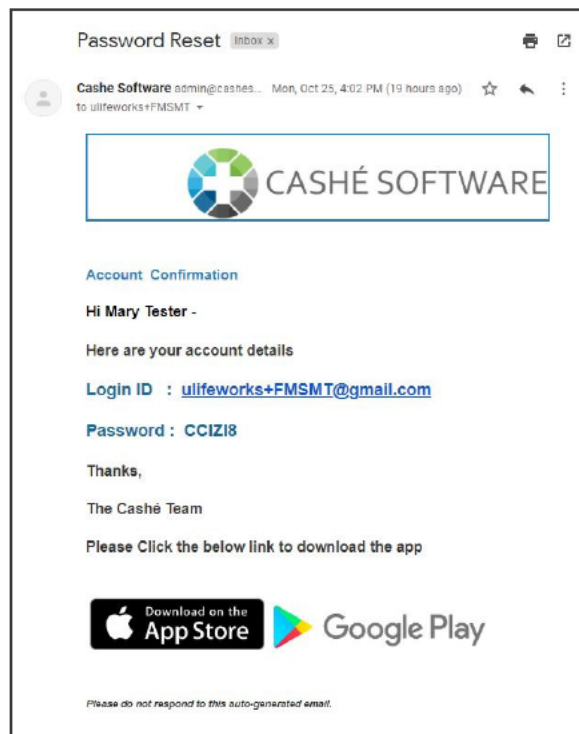 Password Reset Inbox x
Cashe Software admin@cashes... Mon, Oct 25, 4:02 PM (19 hours ago)
to ulifeworks+FMSMT
CASHÉ SOFTWARE
Account Confirmation
Hi Mary Tester -
Here are your account details
Login ID : ulifeworks+FMSMT@gmail.com
Password : CCIZI8
Thanks,
The Cashé Team
Please Click the below link to download the app
Download on the
App Store
Google Play
Please do not respond to this auto-generated email.